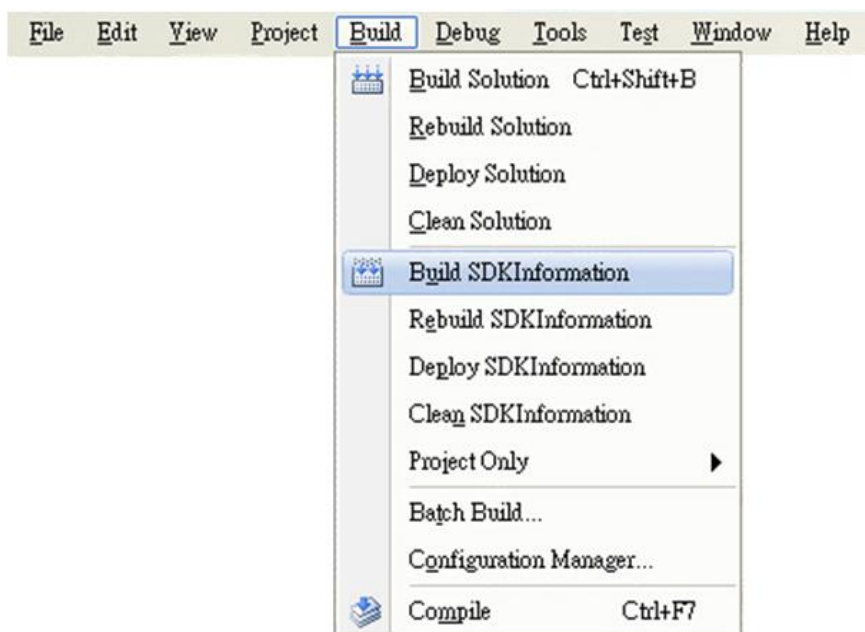 File Edit View Project Build Debug Tools Test Window Help
Build Solution Ctrl+Shift+B
Rebuild Solution
Deploy Solution
Clean Solution
Build SDKInformation
Rebuild SDKInformation
Deploy SDKInformation
Clean SDKInformation
Project Only
Batch Build...
Configuration Manager...
Compile Ctrl+F7